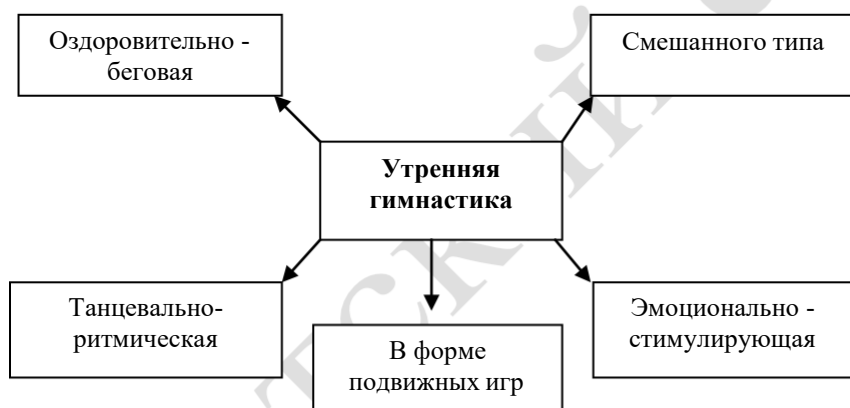 Оздоровительно -
беговая
Смешанного типа
Утренняя
гимнастика
Танцевально-
ритмическая
В форме
подвижных игр
Эмоционально -
стимулирующая